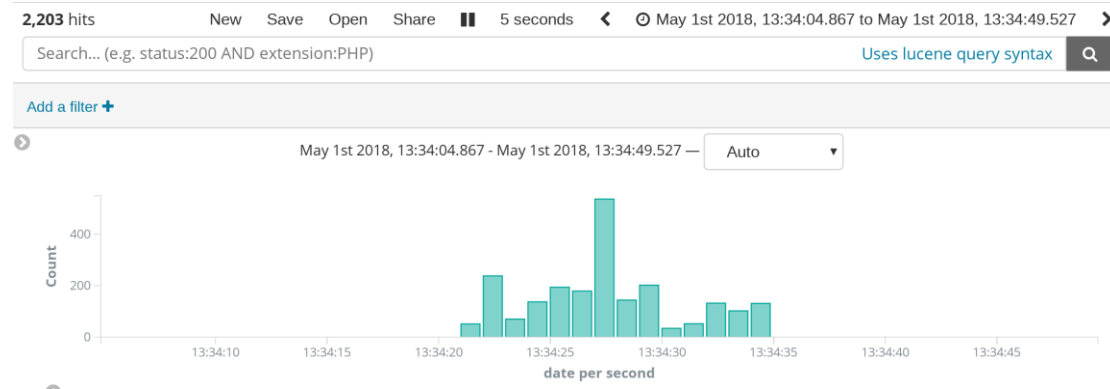 2,203 hits New Save Open Share 5 seconds May 1st 2018, 13:34:04.867 to May 1st 2018, 13:34:49.527
Search... (e.g. status:200 AND extension:PHP) Uses lucene query syntax
Add a filter +
May 1st 2018, 13:34:04.867 - May 1st 2018, 13:34:49.527 — Auto
400
200
0
Count
13:34:10 13:34:15 13:34:20 13:34:25 13:34:30 13:34:35 13:34:40 13:34:45
date per second